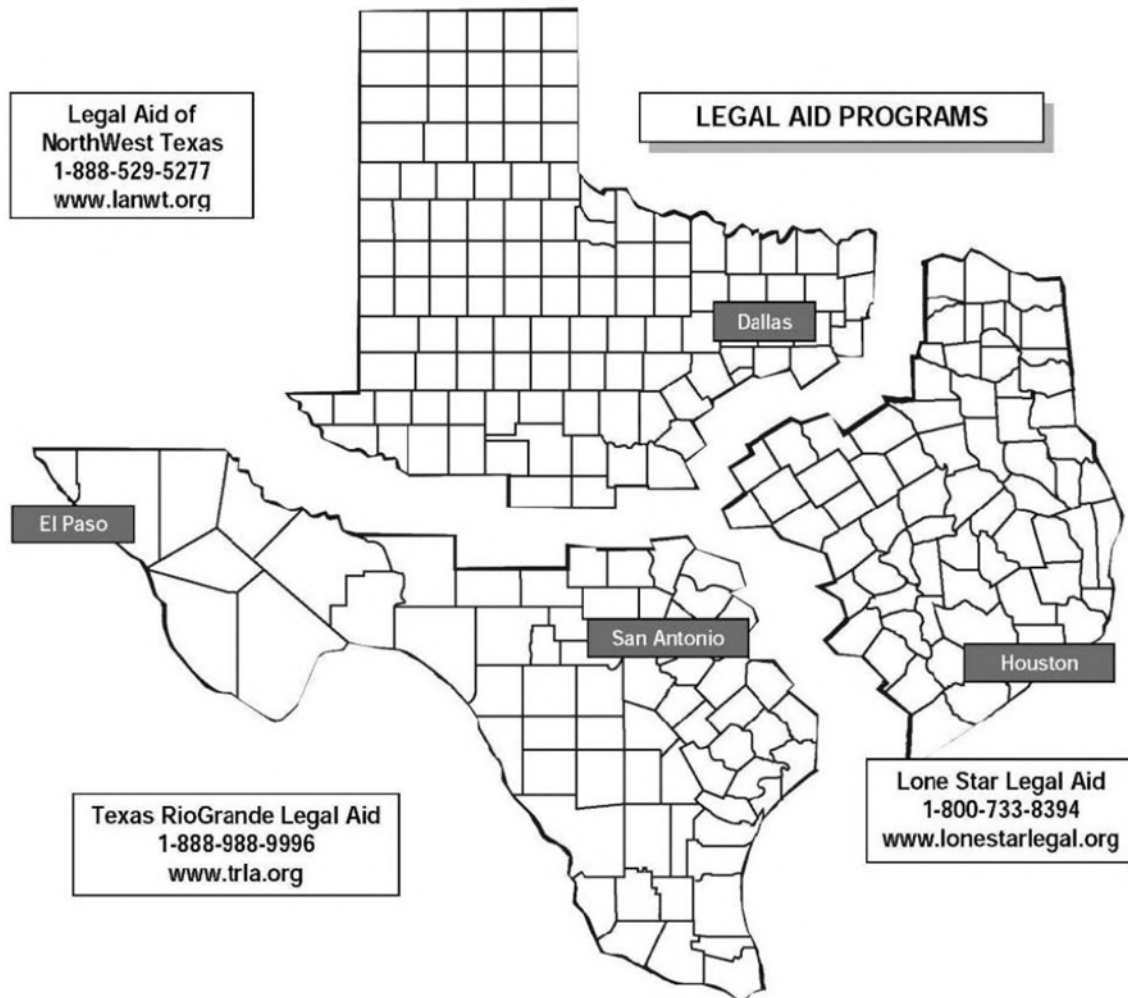 Legal Aid of
NorthWest Texas
1-888-529-5277
www.lanwt.org
LEGAL AID PROGRAMS
Dallas
El Paso
San Antonio
Houston
Texas RioGrande Legal Aid
1-888-988-9996
www.trla.org
Lone Star Legal Aid
1-800-733-8394
www.lonestarlegal.org